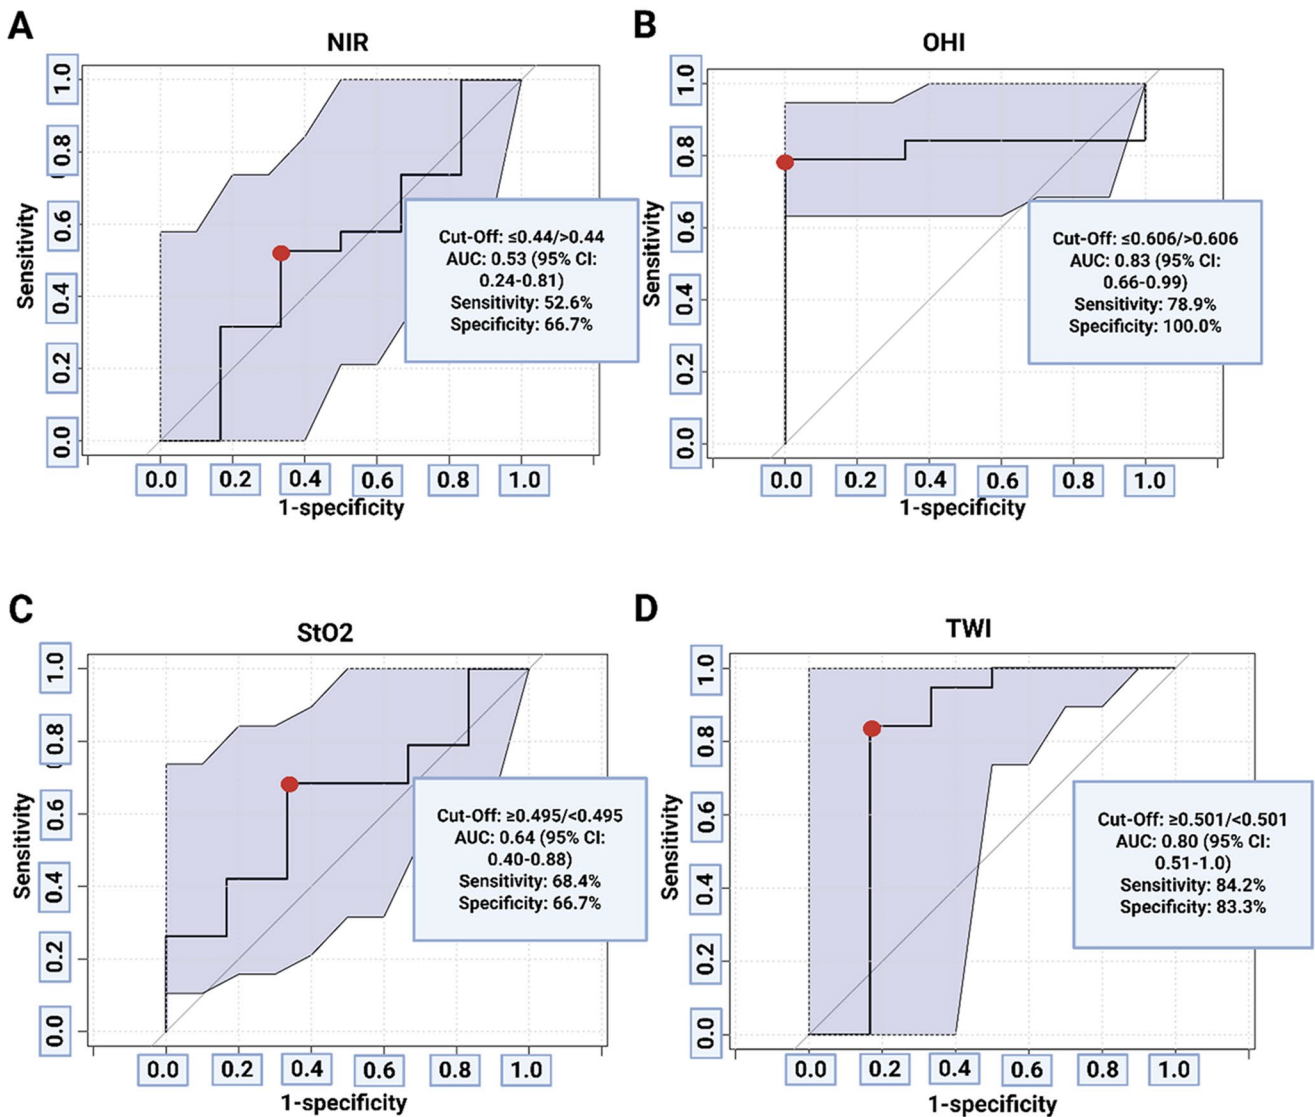 A
NIR
Sensitivity
1.0
0.8
0.6
0.4
0.2
0.0
Cut-Off: ≤0.44/>0.44
AUC: 0.53 (95% CI:
0.24-0.81)
Sensitivity: 52.6%
Specificity: 66.7%
0.0 0.2 0.4 0.6 0.8 1.0
1-specificity
B
OHI
Sensitivity
1.0
0.8
0.6
0.4
0.2
0.0
Cut-Off: ≤0.606/>0.606
AUC: 0.83 (95% CI:
0.66-0.99)
Sensitivity: 78.9%
Specificity: 100.0%
0.0 0.2 0.4 0.6 0.8 1.0
1-specificity
C
StO2
Sensitivity
1.0
0.8
0.6
0.4
0.2
0.0
Cut-Off: ≥0.495/<0.495
AUC: 0.64 (95% CI:
0.40-0.88)
Sensitivity: 68.4%
Specificity: 66.7%
0.0 0.2 0.4 0.6 0.8 1.0
1-specificity
D
TWI
Sensitivity
1.0
0.8
0.6
0.4
0.2
0.0
Cut-Off: ≥0.501/<0.501
AUC: 0.80 (95% CI:
0.51-1.0)
Sensitivity: 84.2%
Specificity: 83.3%
0.0 0.2 0.4 0.6 0.8 1.0
1-specificity